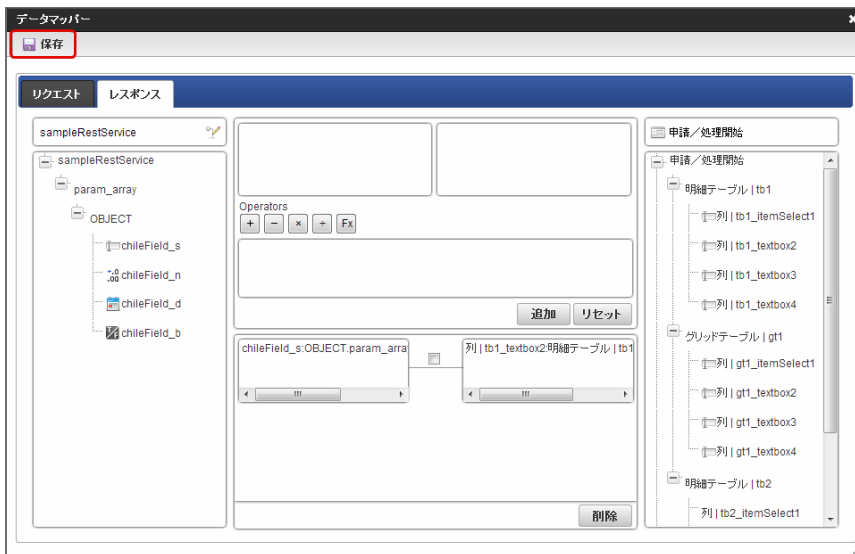 データマッパー
保存
リクエスト
レスポンス
sampleRestService
sampleRestService
param_array
OBJECT
chileField_s
chileField_n
chileField_d
chileField_b
Operators
+ − × ÷ Fx
追加
リセット
chileField_s:OBJECT.param_arra
列 | tb1_textbox2:明細テーブル | tb1
削除
申請／処理開始
申請／処理開始
明細テーブル | tb1
列 | tb1_itemSelect1
列 | tb1_textbox2
列 | tb1_textbox3
列 | tb1_textbox4
グリッドテーブル | gt1
列 | gt1_itemSelect1
列 | gt1_textbox2
列 | gt1_textbox3
列 | gt1_textbox4
明細テーブル | tb2
列 | tb2_itemSelect1